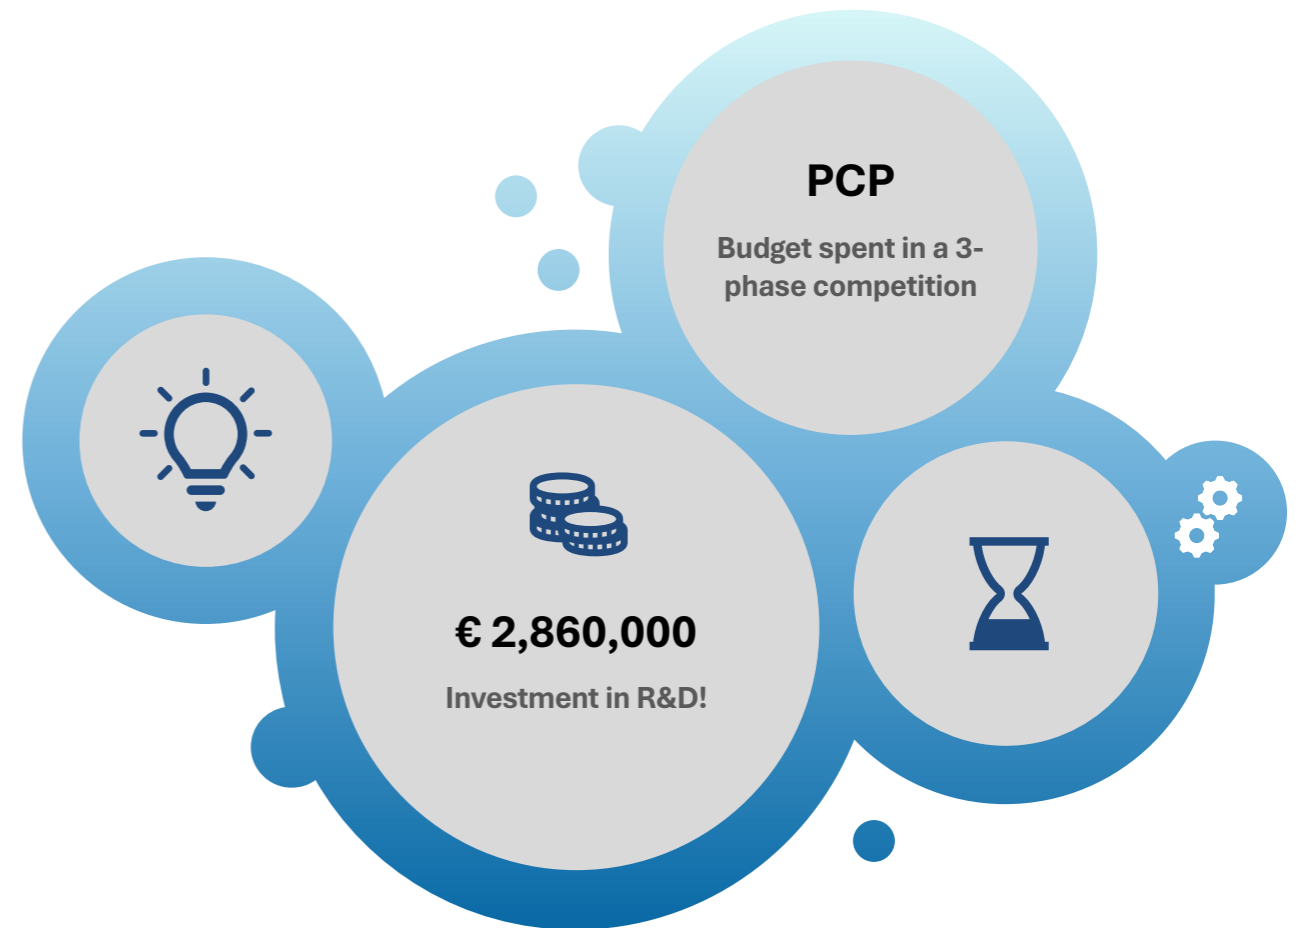 PCP
Budget spent in a 3-
phase competition
€ 2,860,000
Investment in R&D!